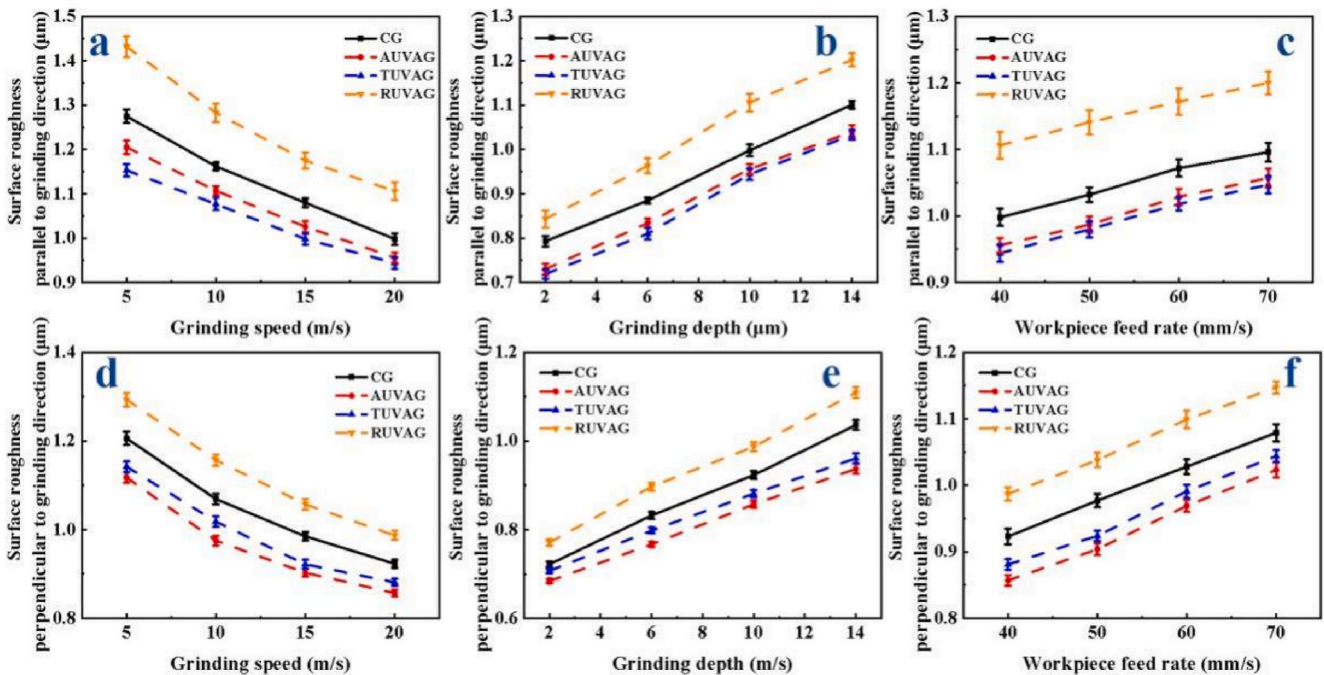 a
Surface roughness
parallel to grinding direction (μm)
1.5
1.4
1.3
1.2
1.1
1.0
0.9
CG
AUVAG
TUVAG
RUVAG
5 10 15 20
Grinding speed (m/s)
b
Surface roughness
parallel to grinding direction (μm)
1.3
1.2
1.1
1.0
0.9
0.8
0.7
CG
AUVAG
TUVAG
RUVAG
2 4 6 8 10 12 14
Grinding depth (μm)
c
Surface roughness
parallel to grinding direction (μm)
1.3
1.2
1.1
1.0
0.9
CG
AUVAG
TUVAG
RUVAG
40 50 60 70
Workpiece feed rate (mm/s)
d
Surface roughness
perpendicular to grinding direction (μm)
1.4
1.2
1.0
0.8
CG
AUVAG
TUVAG
RUVAG
5 10 15 20
Grinding speed (m/s)
e
Surface roughness
perpendicular to grinding direction (μm)
1.2
1.0
0.8
0.6
CG
AUVAG
TUVAG
RUVAG
2 4 6 8 10 12 14
Grinding depth (m/s)
f
Surface roughness
perpendicular to grinding direction (μm)
1.2
1.1
1.0
0.9
0.8
CG
AUVAG
TUVAG
RUVAG
40 50 60 70
Workpiece feed rate (mm/s)